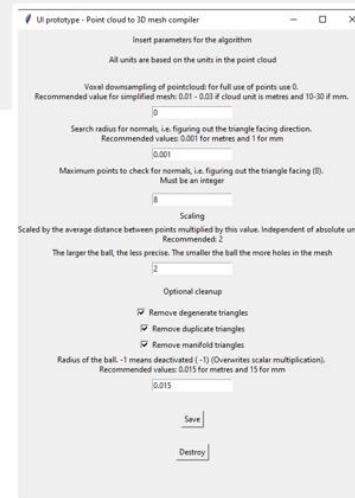 UI prototype - Point cloud to 3D mesh compiler
Insert parameters for the algorithm
All units are based on the units in the point cloud
Voxel downsampling of pointcloud: for full use of points use 0.
Recommended value for simplified mesh: 0.01 - 0.03 if cloud unit is metres and 10-30 if mm.
0
Search radius for normals, i.e. figuring out the triangle facing direction.
Recommended values: 0.001 for metres and 1 for mm
0.001
Maximum points to check for normals, i.e. figuring out the triangle facing (8).
Must be an integer
8
Scaling
Scaled by the average distance between points multiplied by this value. Independent of absolute un
Recommended: 2
The larger the ball, the less precise. The smaller the ball the more holes in the mesh
2
Optional cleanup
Remove degenerate triangles
Remove duplicate triangles
Remove manifold triangles
Radius of the ball. -1 means deactivated ( -1) (Overwrites scalar multiplication).
Recommended values: 0.015 for metres and 15 for mm
0.015
Save
Destroy